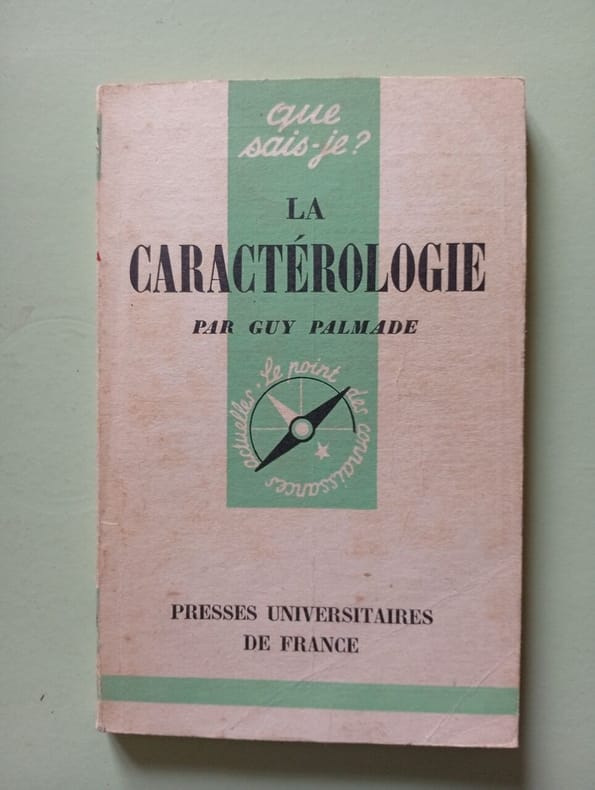 que
sais-je?
LA
CARACTÉROLOGIE
PAR GUY PALMADE
Le point des connaissances actuelles.
PRESSES UNIVERSITAIRES
DE FRANCE